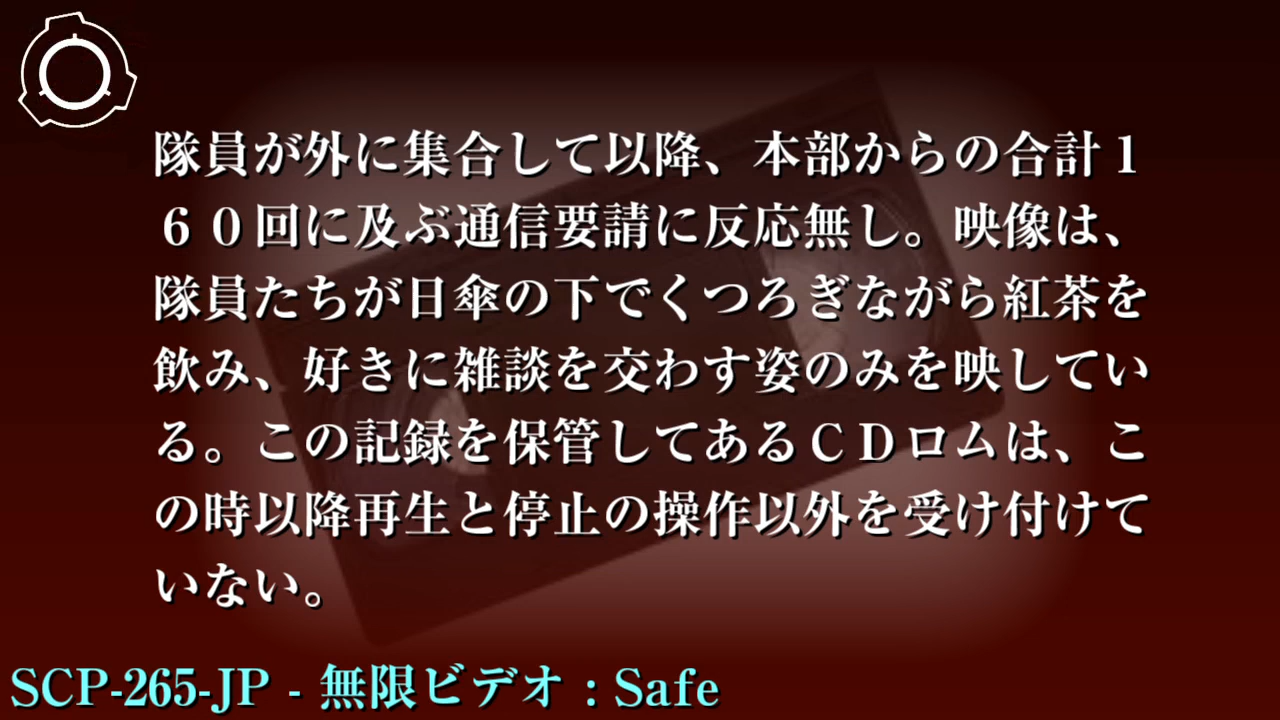 隊員が外に集合して以降、本部からの合計１
６０回に及ぶ通信要請に反応無し。映像は、
隊員たちが日傘の下でくつろぎながら紅茶を
飲み、好きに雑談を交わす姿のみを映してい
る。この記録を保管してあるＣＤロムは、こ
の時以降再生と停止の操作以外を受け付けて
いない。
SCP-265-JP - 無限ビデオ : Safe